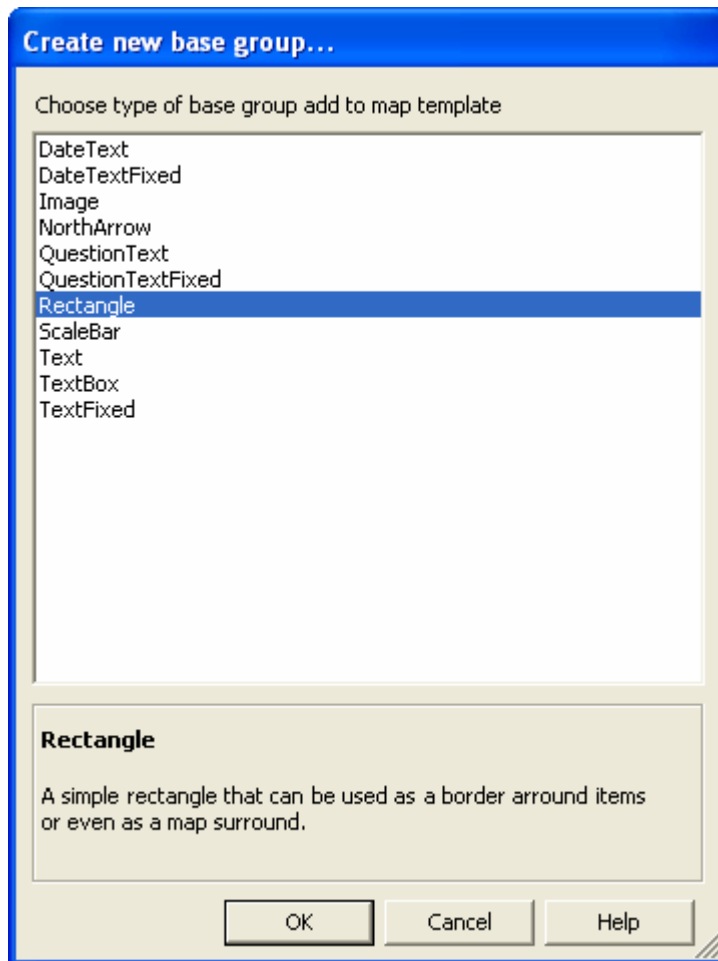 Create new base group...
Choose type of base group add to map template
DateText
DateTextFixed
Image
NorthArrow
QuestionText
QuestionTextFixed
Rectangle
ScaleBar
Text
TextBox
TextFixed
Rectangle
A simple rectangle that can be used as a border arround items
or even as a map surround.
OK Cancel Help